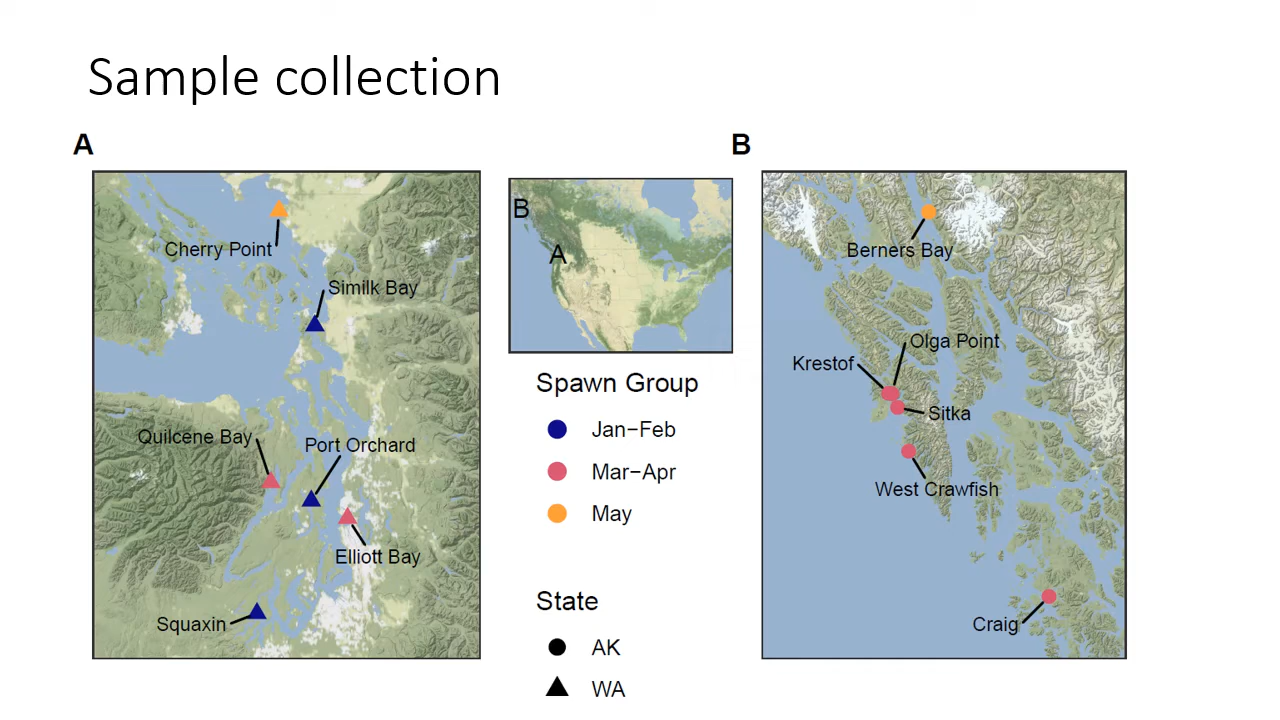 Sample collection
A
Cherry Point
Similk Bay
Quilcene Bay
Port Orchard
Elliott Bay
Squaxin
B
A
Spawn Group
Jan−Feb
Mar−Apr
May
State
AK
WA
B
Berners Bay
Olga Point
Krestof
Sitka
West Crawfish
Craig